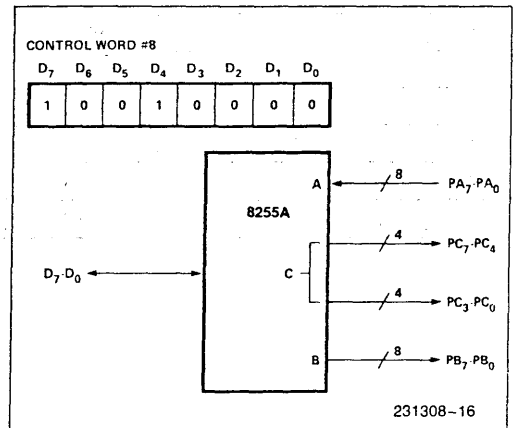 CONTROL WORD #8
D7 D6 D5 D4 D3 D2 D1 D0
1 0 0 1 0 0 0 0
8255A
A
8
PA7-PA0
4
PC7-PC4
D7-D0
C
4
PC3-PC0
B
8
PB7-PB0
231308-16